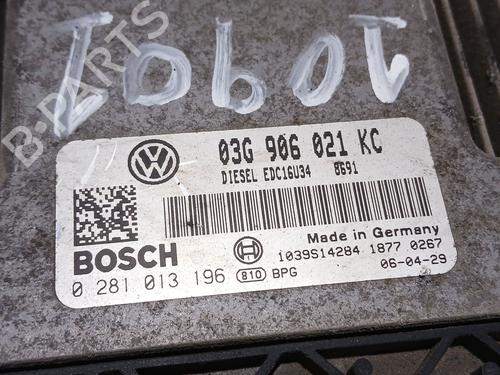 B-PARTS
03G 906 021 KC
DIESEL EDC16U34 8691
BOSCH
Made in Germany
1039S14284 1877 0267
0 281 013 196 810 BPG
06-04-29